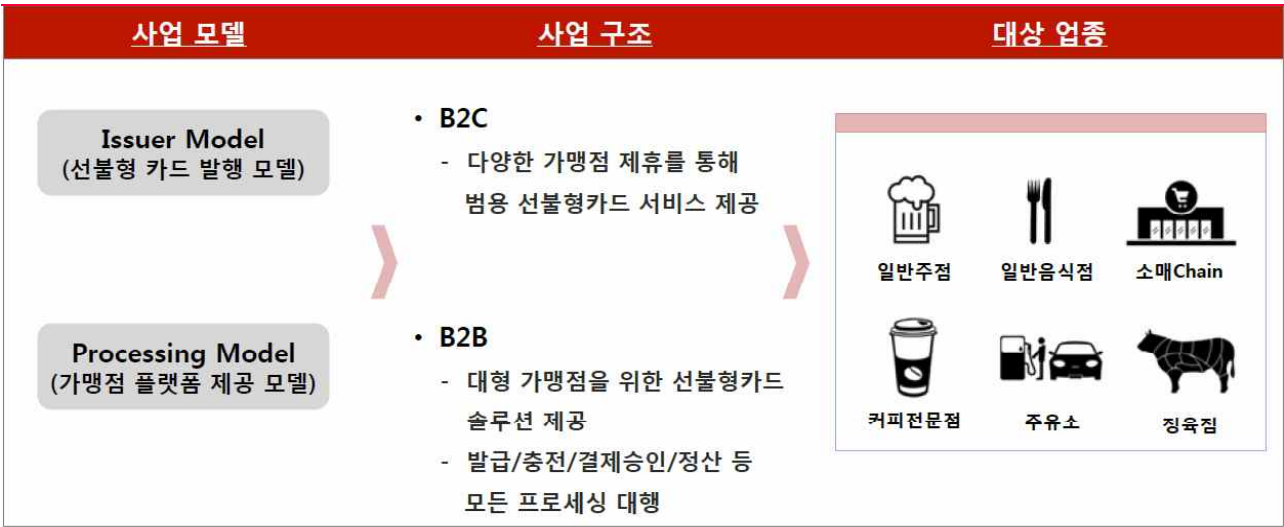 사업 모델
사업 구조
대상 업종
Issuer Model
(선불형 카드 발행 모델)
• B2C
- 다양한 가맹점 제휴를 통해
범용 선불형카드 서비스 제공
Processing Model
(가맹점 플랫폼 제공 모델)
• B2B
- 대형 가맹점을 위한 선불형카드
솔루션 제공
- 발급/충전/결제승인/정산 등
모든 프로세싱 대행
일반주점
일반음식점
소매Chain
커피전문점
주유소
정육점